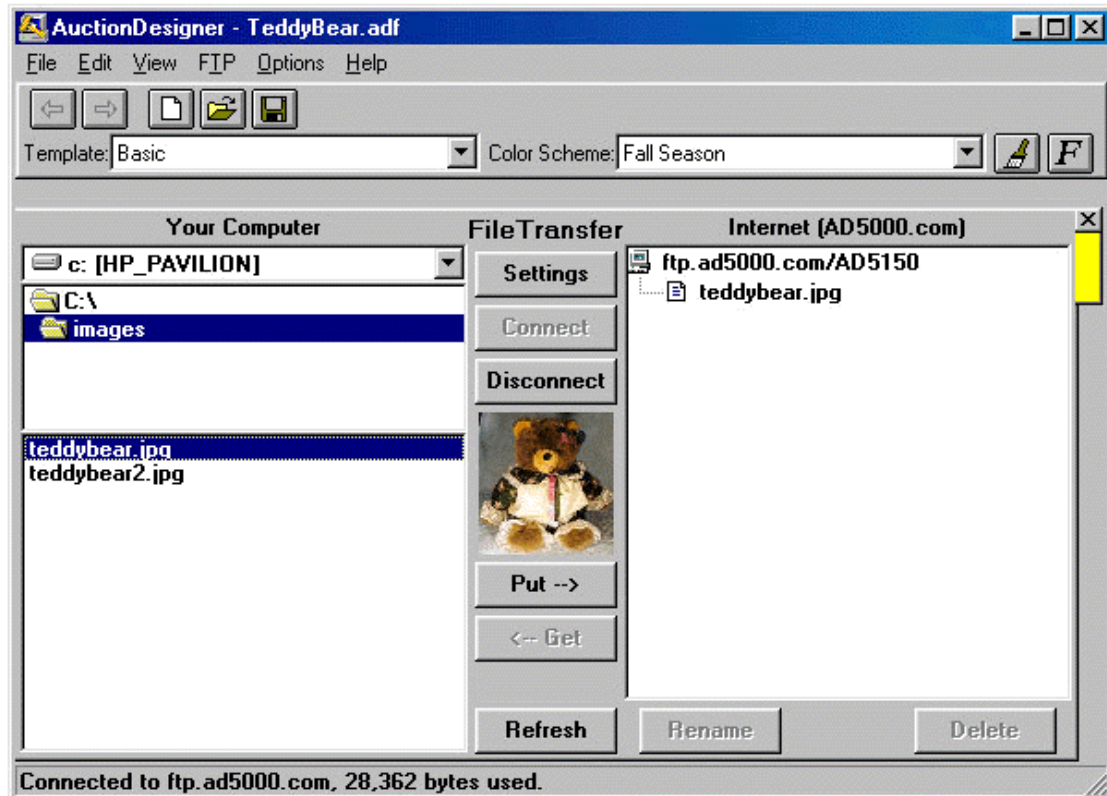 AuctionDesigner - TeddyBear.adf
File Edit View FTP Options Help
Template: Basic Color Scheme: Fall Season F
Your Computer FileTransfer Internet (AD5000.com)
c: [HP_PAVILION]
C:\
images
teddybear.jpg
teddybear2.jpg
Settings
Connect
Disconnect
Put -->
<-- Get
Refresh
ftp.ad5000.com/AD5150
teddybear.jpg
Rename Delete
Connected to ftp.ad5000.com, 28,362 bytes used.